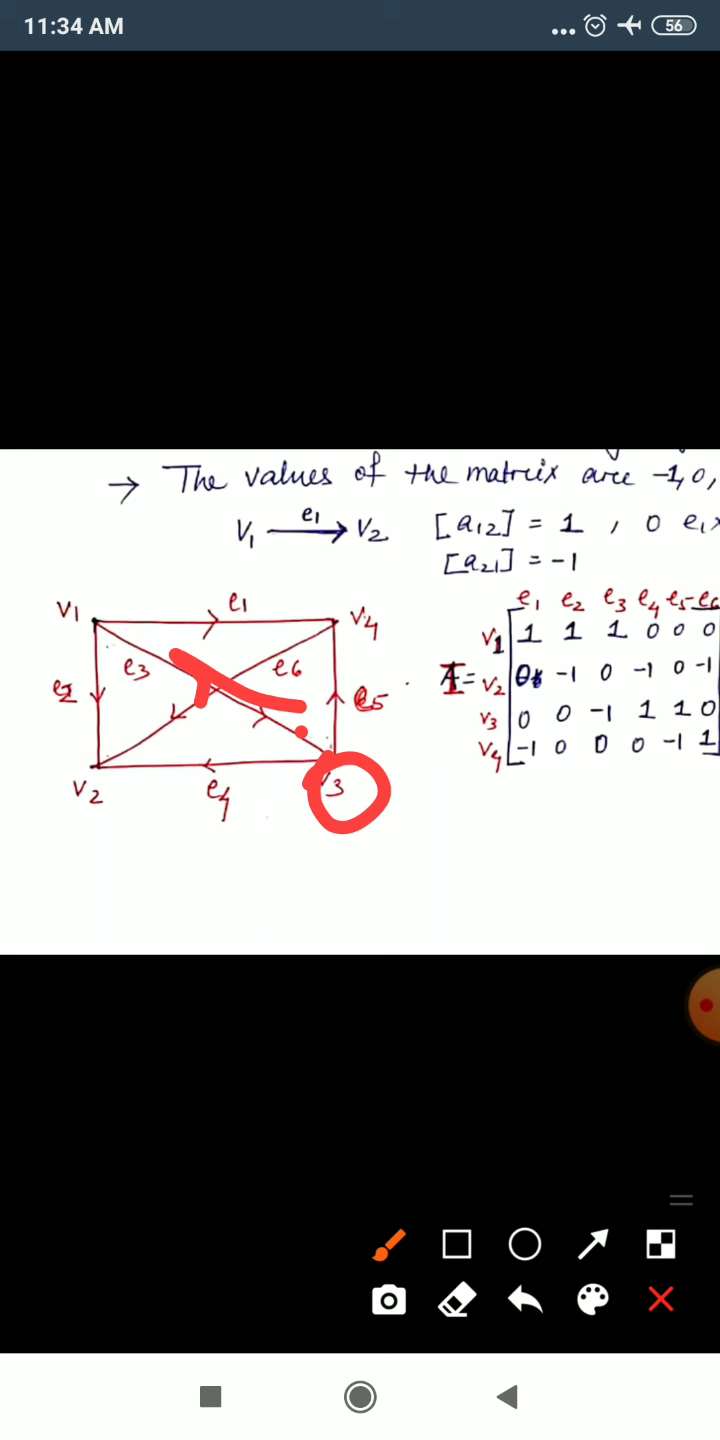 11:34 AM
56
→ The values of the matrix are -1,0,
V1 e1 → V2 [a12] = 1 , 0 e1x
[a21] = -1
V1 e1 V4
e2 e3 e6 e5
V2 e4 V3
e1 e2 e3 e4 e5 e6
V1 1 1 1 0 0 0
I = V2 0 -1 0 -1 0 -1
V3 0 0 -1 1 1 0
V4 -1 0 0 0 -1 1